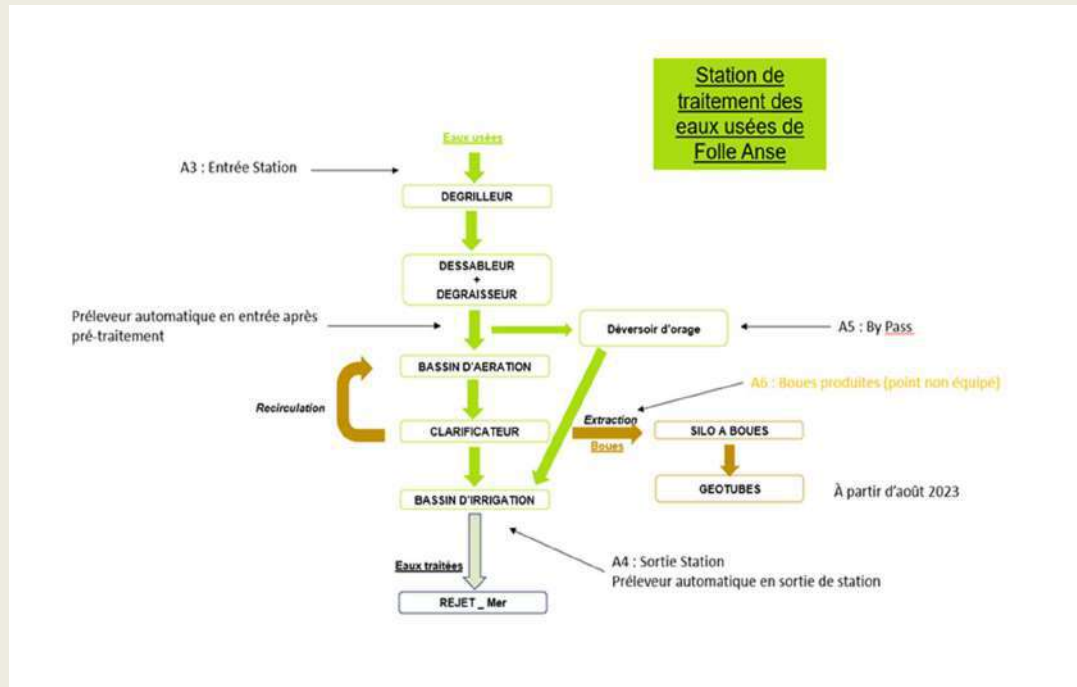 Station de
traitement des
eaux usées de
Folle Anse
Eaux usées
A3 : Entrée Station
DEGRILLEUR
DESSABLEUR
+
DEGRAISSEUR
Préleveur automatique en entrée après
pré-traitement
Déversoir d'orage
A5 : By Pass
BASSIN D'AERATION
A6 : Boues produites (point non équipé)
Recirculation
Extraction
CLARIFICATEUR
Boues
SILO A BOUES
BASSIN D'IRRIGATION
GEOTUBES
À partir d'août 2023
Eaux traitées
A4 : Sortie Station
Préleveur automatique en sortie de station
REJET _ Mer